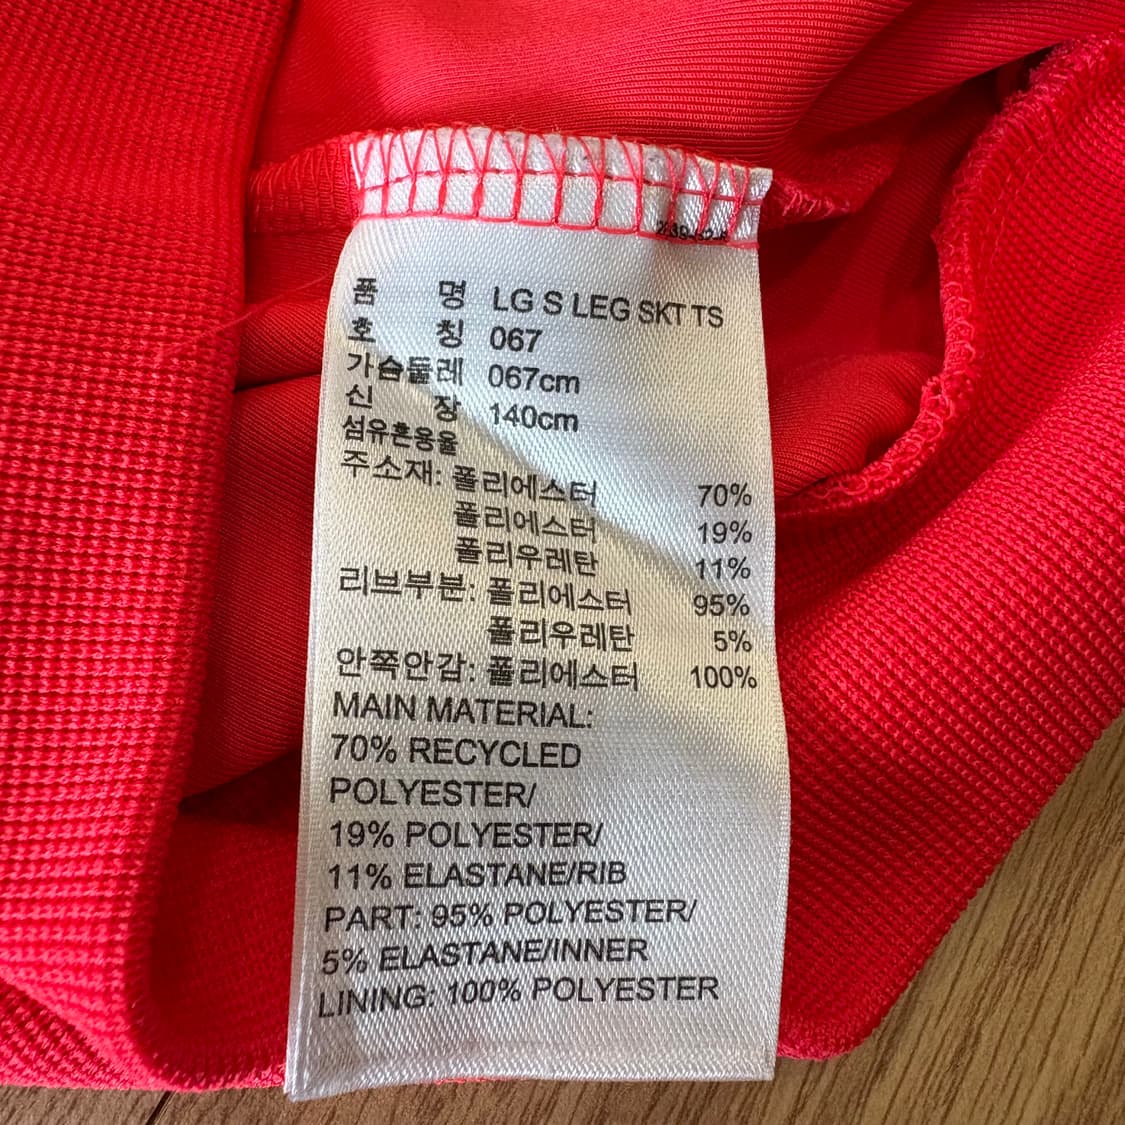 품 명 LG S LEG SKT TS
호 칭 067
가슴둘레 067cm
신 장 140cm
섬유혼용율
주소재: 폴리에스터 70%
폴리에스터 19%
폴리우레탄 11%
리브부분: 폴리에스터 95%
폴리우레탄 5%
안쪽안감: 폴리에스터 100%
MAIN MATERIAL:
70% RECYCLED
POLYESTER/
19% POLYESTER/
11% ELASTANE/RIB
PART: 95% POLYESTER/
5% ELASTANE/INNER
LINING: 100% POLYESTER